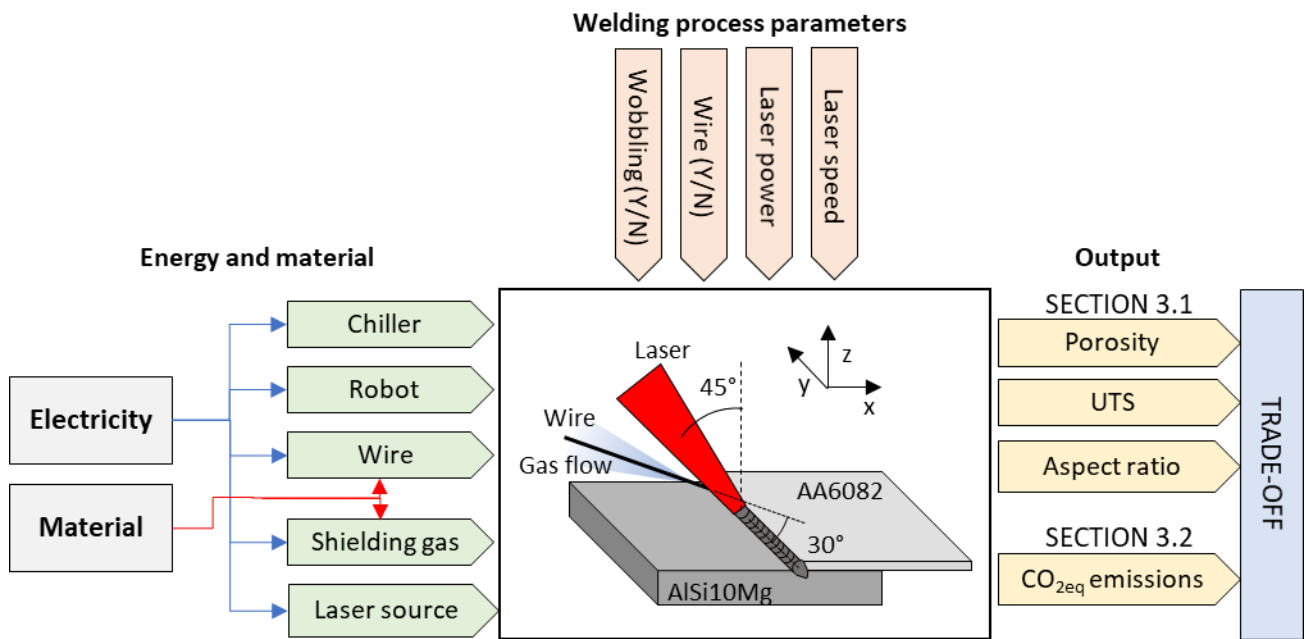 Welding process parameters
Wobbling (Y/N)
Wire (Y/N)
Laser power
Laser speed
Energy and material
Output
Electricity
Material
Chiller
Robot
Wire
Shielding gas
Laser source
Laser
45°
Wire
Gas flow
z
y
x
AA6082
30°
AlSi10Mg
SECTION 3.1
Porosity
UTS
Aspect ratio
SECTION 3.2
CO2eq emissions
TRADE-OFF